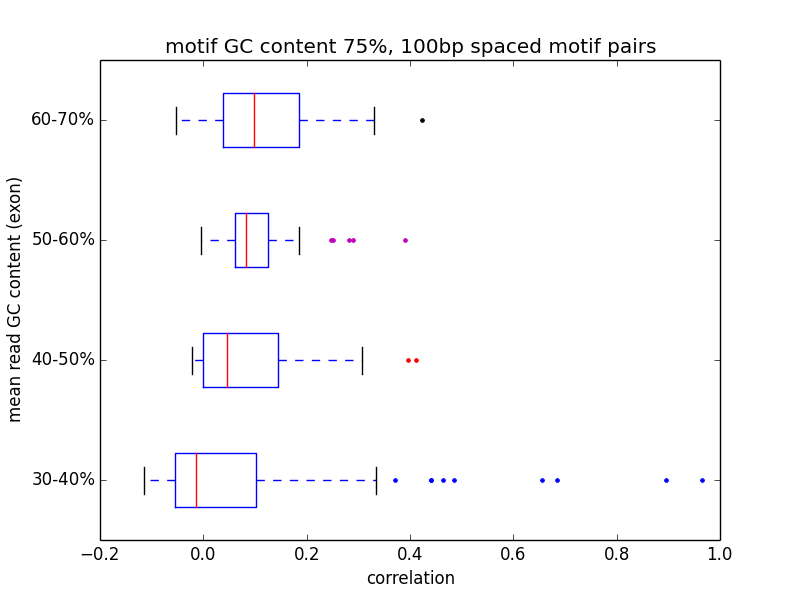 motif GC content 75%, 100bp spaced motif pairs
mean read GC content (exon)
60-70%
50-60%
40-50%
30-40%
−0.2 0.0 0.2 0.4 0.6 0.8 1.0
correlation